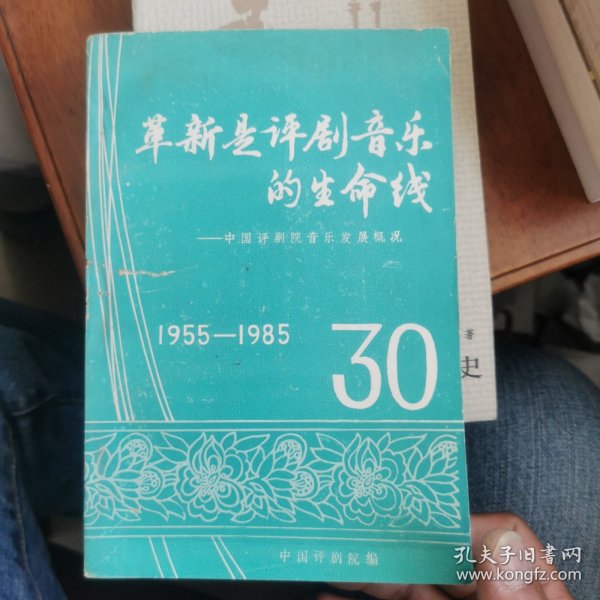 革新是评剧音乐
的生命线
——中国评剧院音乐发展概况
1955—1985
30
中国评剧院编
著
史
孔夫子旧书网
www.kongfz.com